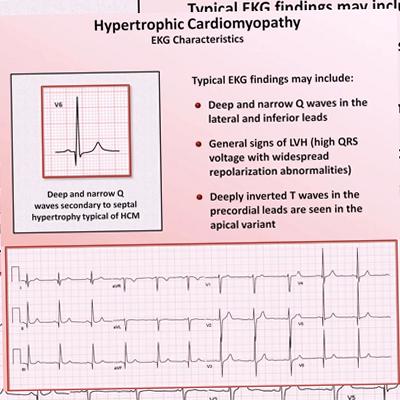 Typical EKG findings may incl
Hypertrophic Cardiomyopathy
EKG Characteristics
Typical EKG findings may include:
V6
Deep and narrow Q waves in the
lateral and inferior leads
General signs of LVH (high QRS
voltage with widespread
repolarization abnormalities)
Deep and narrow Q
waves secondary to septal
hypertrophy typical of HCM
Deeply inverted T waves in the
precordial leads are seen in the
apical variant
I aVR V1 V4
II aVL V2 V5
III aVF V3 V6
V5